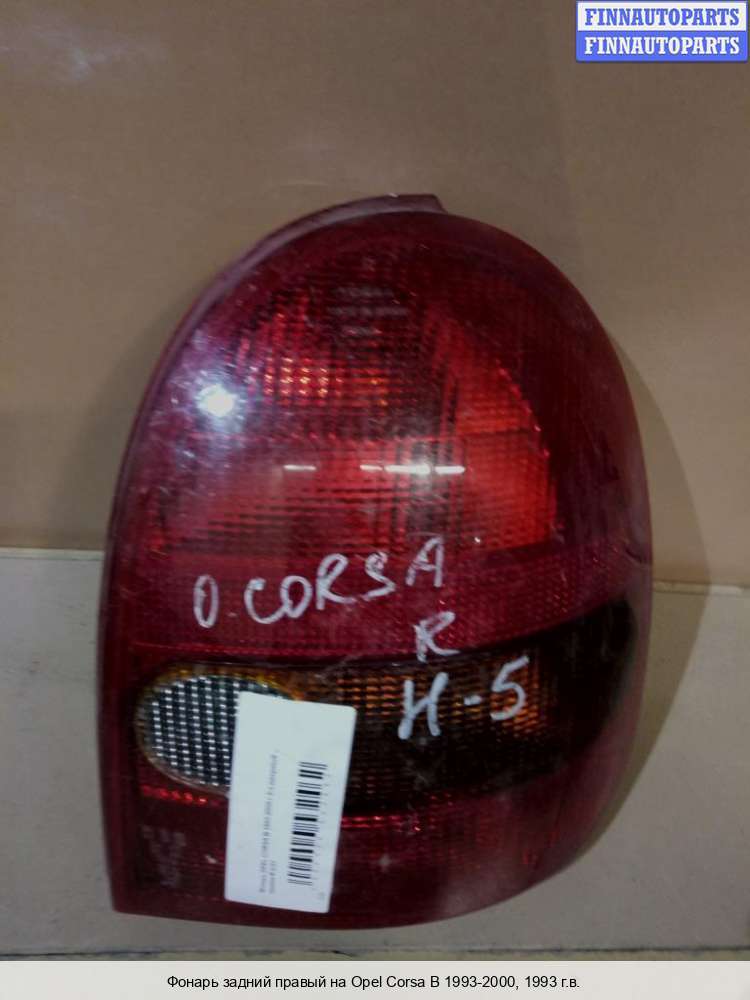 FINNAUTOPARTS
FINNAUTOPARTS
O.CORSA
R
H-5
Фонарь задний правый на Opel Corsa B 1993-2000, 1993 г.в.